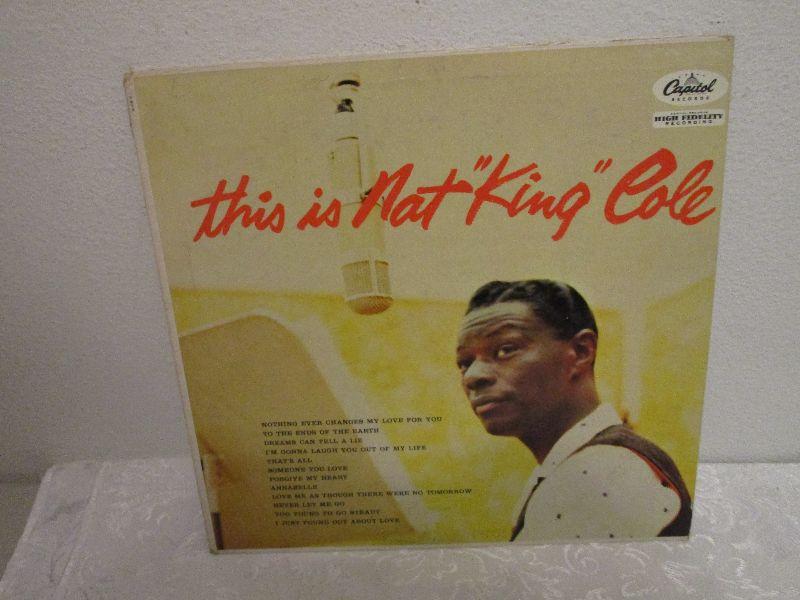 Capitol
RECORDS
HIGH FIDELITY
RECORDING
this is Nat "King" Cole
NOTHING EVER CHANGES MY LOVE FOR YOU
TO THE ENDS OF THE EARTH
DREAMS CAN TELL A LIE
I'M GONNA LAUGH YOU OUT OF MY LIFE
THAT'S ALL
SOMEONE YOU LOVE
FORGIVE MY HEART
ANNABELLE
LOVE ME AS THOUGH THERE WERE NO TOMORROW
NEVER LET ME GO
TOO YOUNG TO GO STEADY
I JUST FOUND OUT ABOUT LOVE